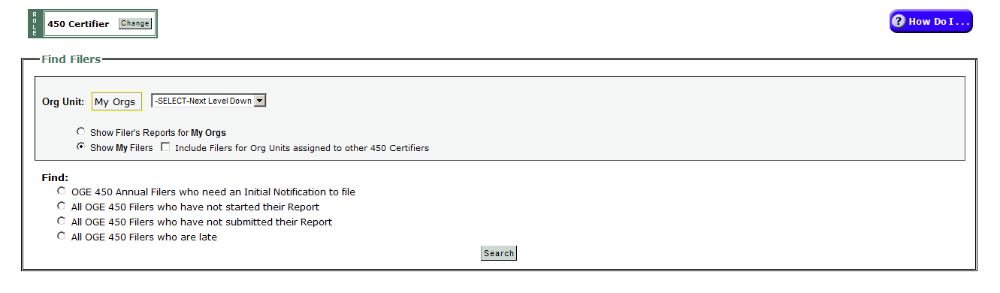 ROLE 450 Certifier Change ? How Do I...
Find Filers
Org Unit: My Orgs -SELECT-Next Level Down
Show Filer's Reports for My Orgs
Show My Filers Include Filers for Org Units assigned to other 450 Certifiers
Find:
OGE 450 Annual Filers who need an Initial Notification to file
All OGE 450 Filers who have not started their Report
All OGE 450 Filers who have not submitted their Report
All OGE 450 Filers who are late
Search